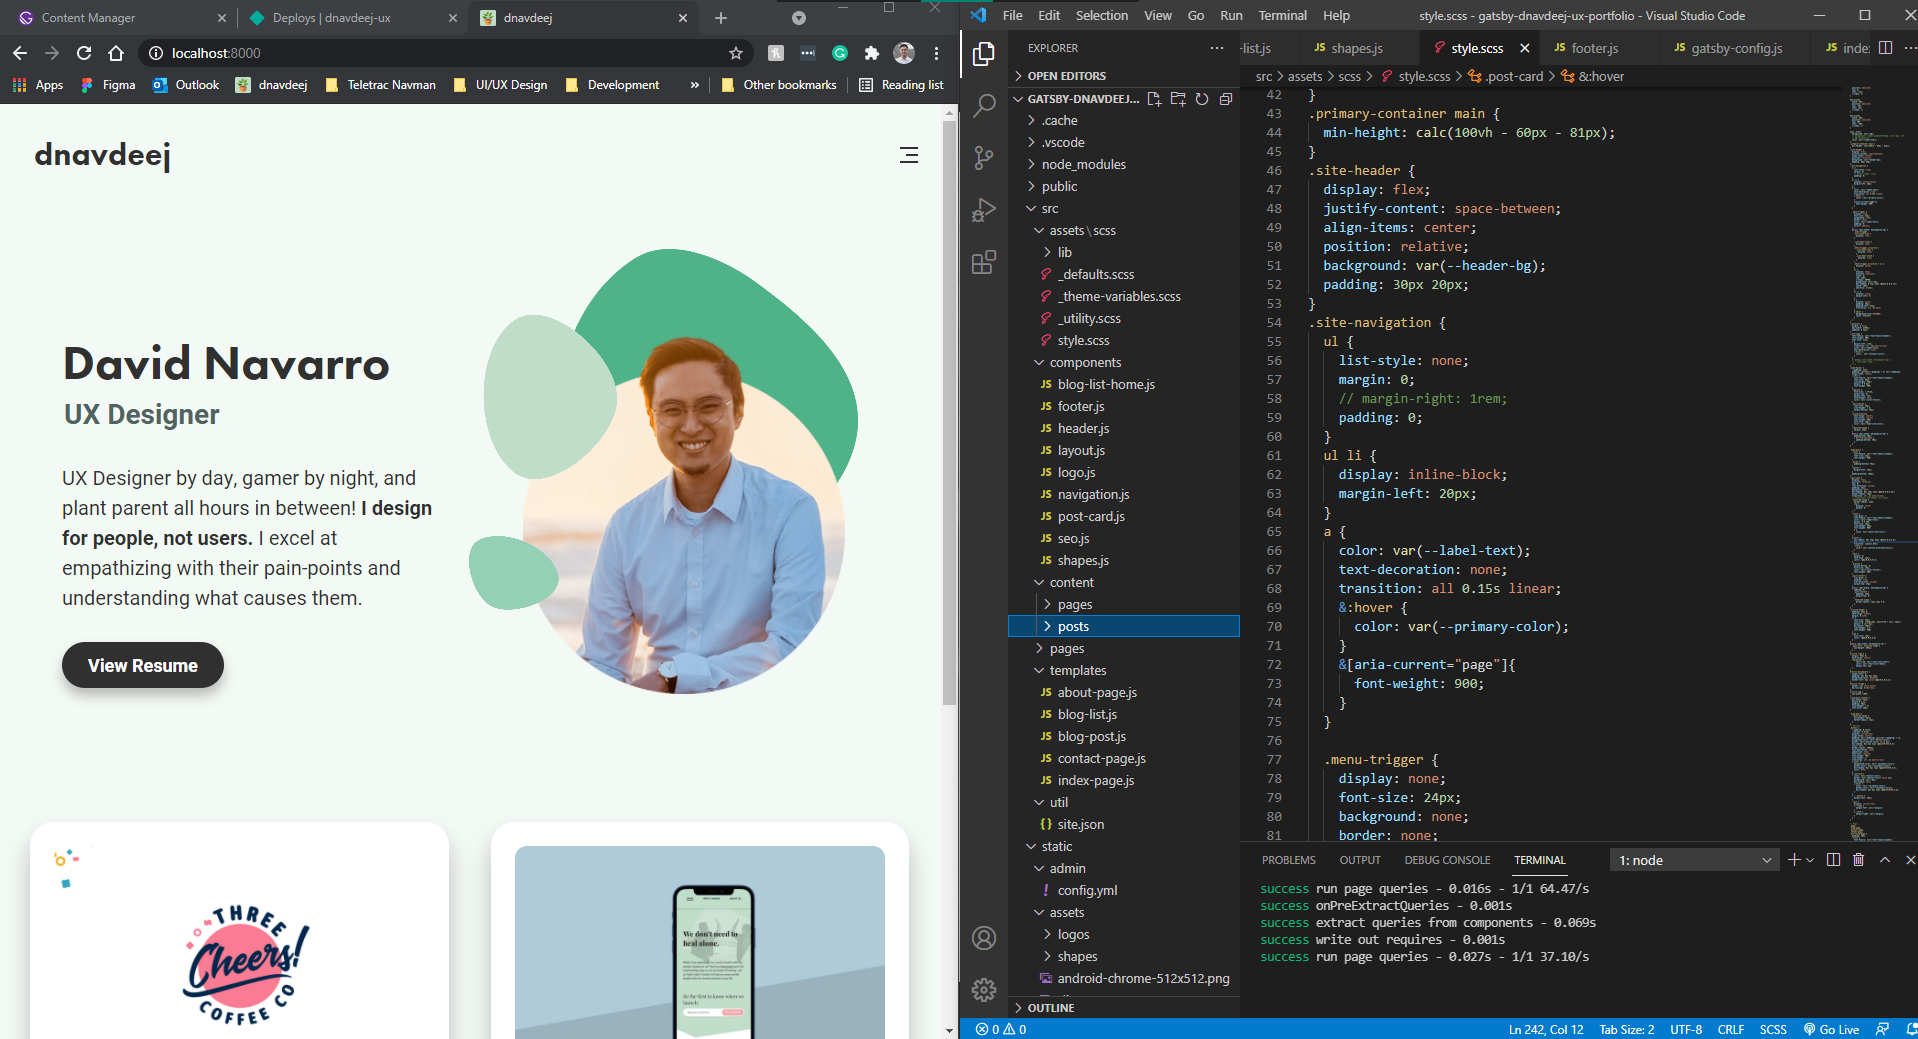 Content Manager
Deploys | dnavdeej-ux
dnavdeej
localhost:8000
Apps
Figma
Outlook
dnavdeej
Teletrac Navman
UI/UX Design
Development
»
Other bookmarks
Reading list
dnavdeej
David Navarro
UX Designer
UX Designer by day, gamer by night, and
plant parent all hours in between! I design
for people, not users. I excel at
empathizing with their pain-points and
understanding what causes them.
View Resume
THREE
Cheers!
COFFEE CO
We don't need to
heal alone.
File Edit Selection View Go Run Terminal Help
style.scss - gatsby-dnavdeej-ux-portfolio - Visual Studio Code
EXPLORER
OPEN EDITORS
GATSBY-DNAVDEEJ...
.cache
.vscode
node_modules
public
src
assets\scss
lib
_defaults.scss
_theme-variables.scss
_utility.scss
style.scss
components
JS blog-list-home.js
JS footer.js
JS header.js
JS layout.js
JS logo.js
JS navigation.js
JS post-card.js
JS seo.js
JS shapes.js
content
pages
posts
pages
templates
JS about-page.js
JS blog-list.js
JS blog-post.js
JS contact-page.js
JS index-page.js
util
{} site.json
static
admin
! config.yml
assets
logos
shapes
android-chrome-512x512.png
OUTLINE
-list.js
JS shapes.js
style.scss
JS footer.js
JS gatsby-config.js
JS inde
src > assets > scss > style.scss > .post-card > &:hover
42 }
43 .primary-container main {
44 min-height: calc(100vh - 60px - 81px);
45 }
46 .site-header {
47 display: flex;
48 justify-content: space-between;
49 align-items: center;
50 position: relative;
51 background: var(--header-bg);
52 padding: 30px 20px;
53 }
54 .site-navigation {
55 ul {
56 list-style: none;
57 margin: 0;
58 // margin-right: 1rem;
59 padding: 0;
60 }
61 ul li {
62 display: inline-block;
63 margin-left: 20px;
64 }
65 a {
66 color: var(--label-text);
67 text-decoration: none;
68 transition: all 0.15s linear;
69 &:hover {
70 color: var(--primary-color);
71 }
72 &[aria-current="page"]{
73 font-weight: 900;
74 }
75 }
76
77 .menu-trigger {
78 display: none;
79 font-size: 24px;
80 background: none;
81 border: none;
PROBLEMS OUTPUT DEBUG CONSOLE TERMINAL
1: node
success run page queries - 0.016s - 1/1 64.47/s
success onPreExtractQueries - 0.001s
success extract queries from components - 0.069s
success write out requires - 0.001s
success run page queries - 0.027s - 1/1 37.10/s
0 0
Ln 242, Col 12
Tab Size: 2
UTF-8
CRLF
SCSS
Go Live